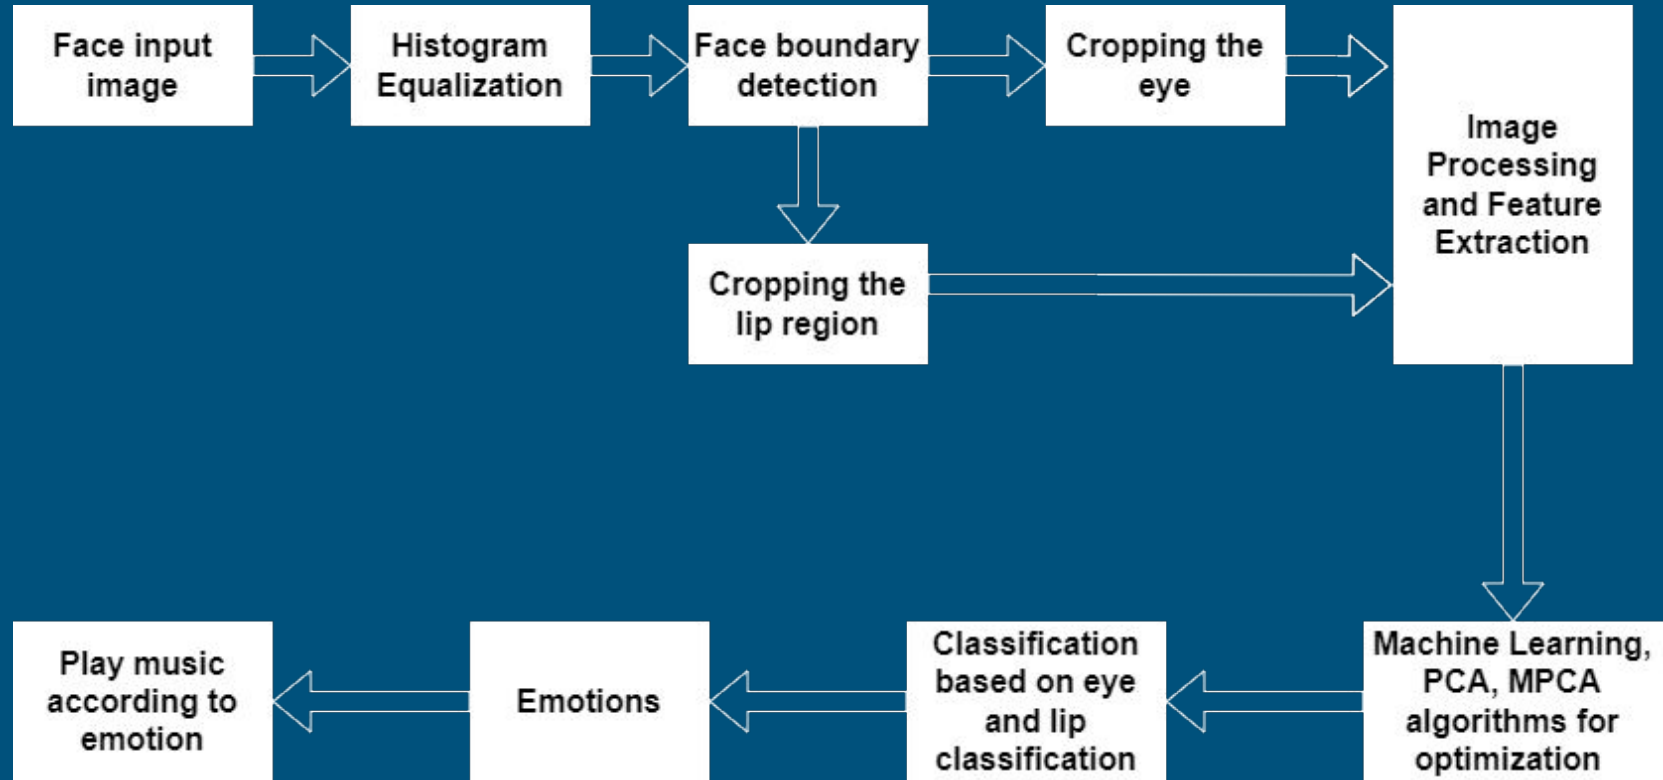 Face input
image
Histogram
Equalization
Face boundary
detection
Cropping the
eye
Image
Processing
and Feature
Extraction
Cropping the
lip region
Machine Learning,
PCA, MPCA
algorithms for
optimization
Classification
based on eye
and lip
classification
Emotions
Play music
according to
emotion